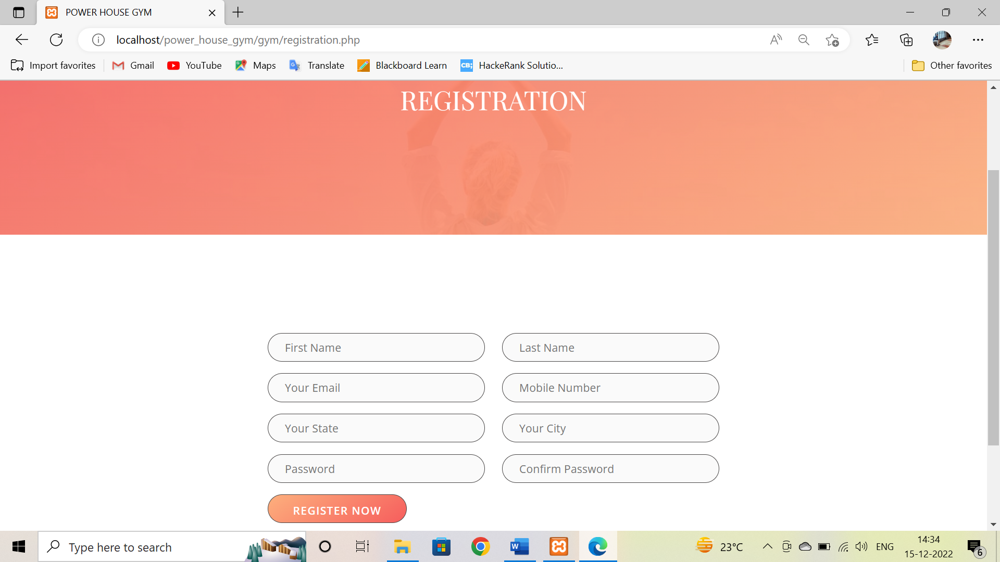 POWER HOUSE GYM
localhost/power_house_gym/gym/registration.php
Import favorites Gmail YouTube Maps Translate Blackboard Learn HackeRank Solutio... Other favorites
REGISTRATION
First Name Last Name
Your Email Mobile Number
Your State Your City
Password Confirm Password
REGISTER NOW
Type here to search 23°C ENG 14:34
15-12-2022 6